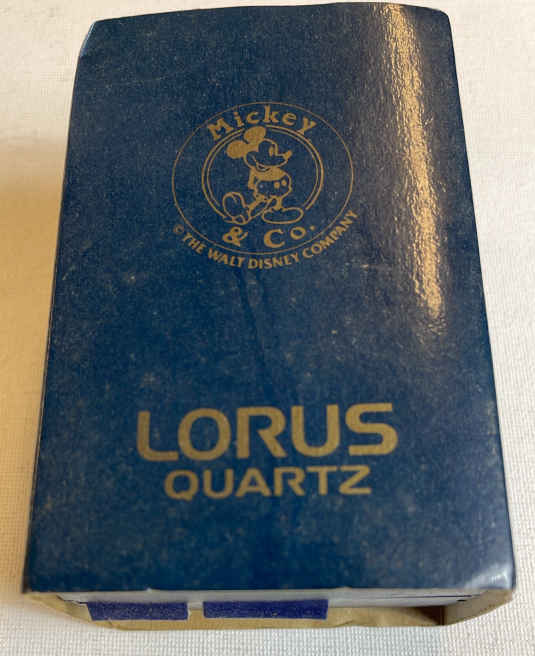 Mickey
& Co.
© THE WALT DISNEY COMPANY
LORUS
QUARTZ